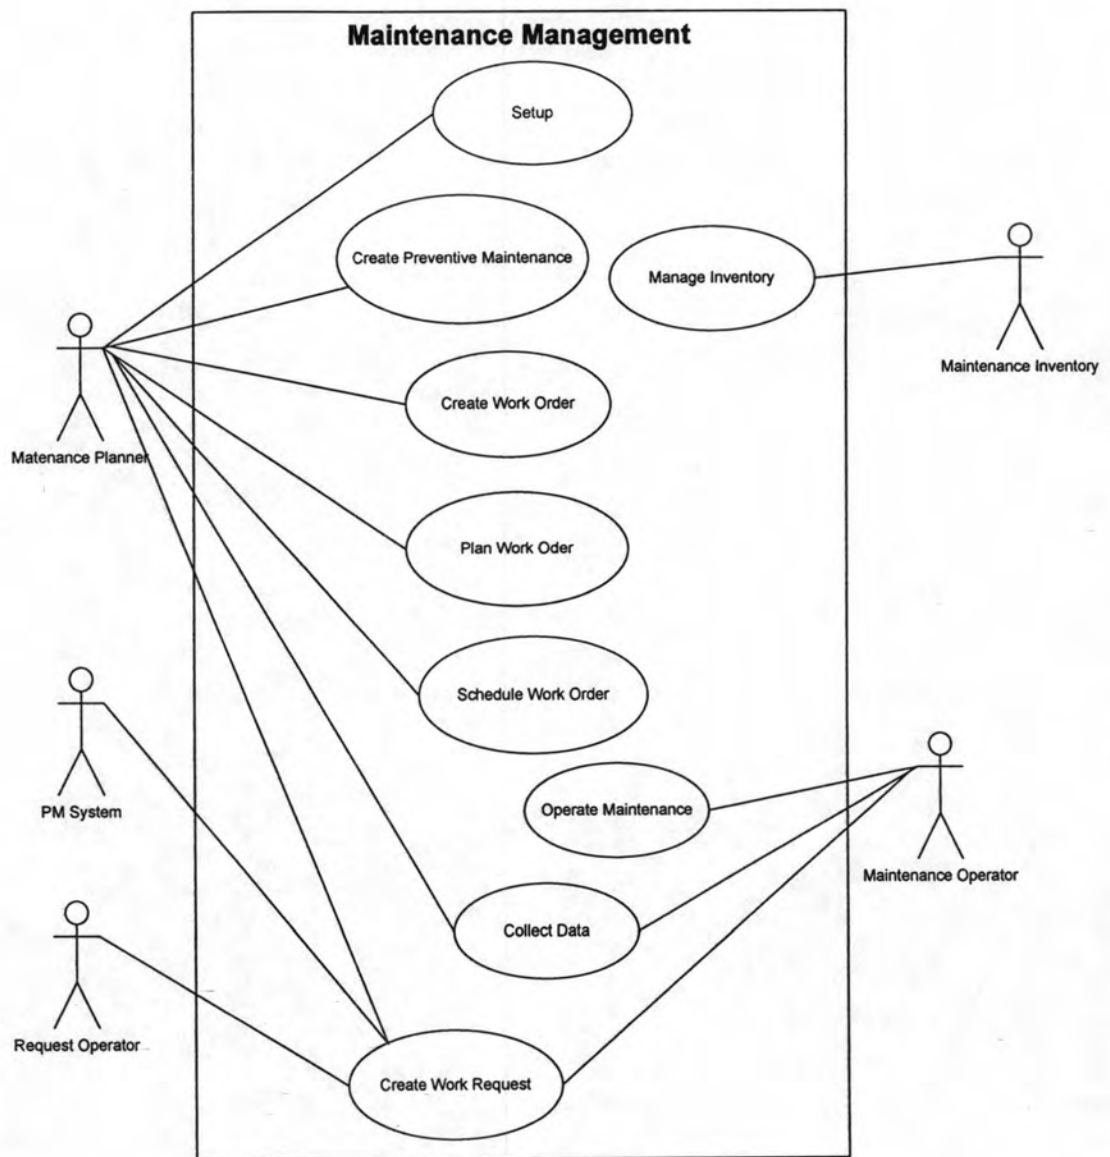 Maintenance Management
Setup
Create Preventive Maintenance
Manage Inventory
Maintenance Inventory
Create Work Order
Matenance Planner
Plan Work Oder
Schedule Work Order
PM System
Operate Maintenance
Maintenance Operator
Collect Data
Request Operator
Create Work Request